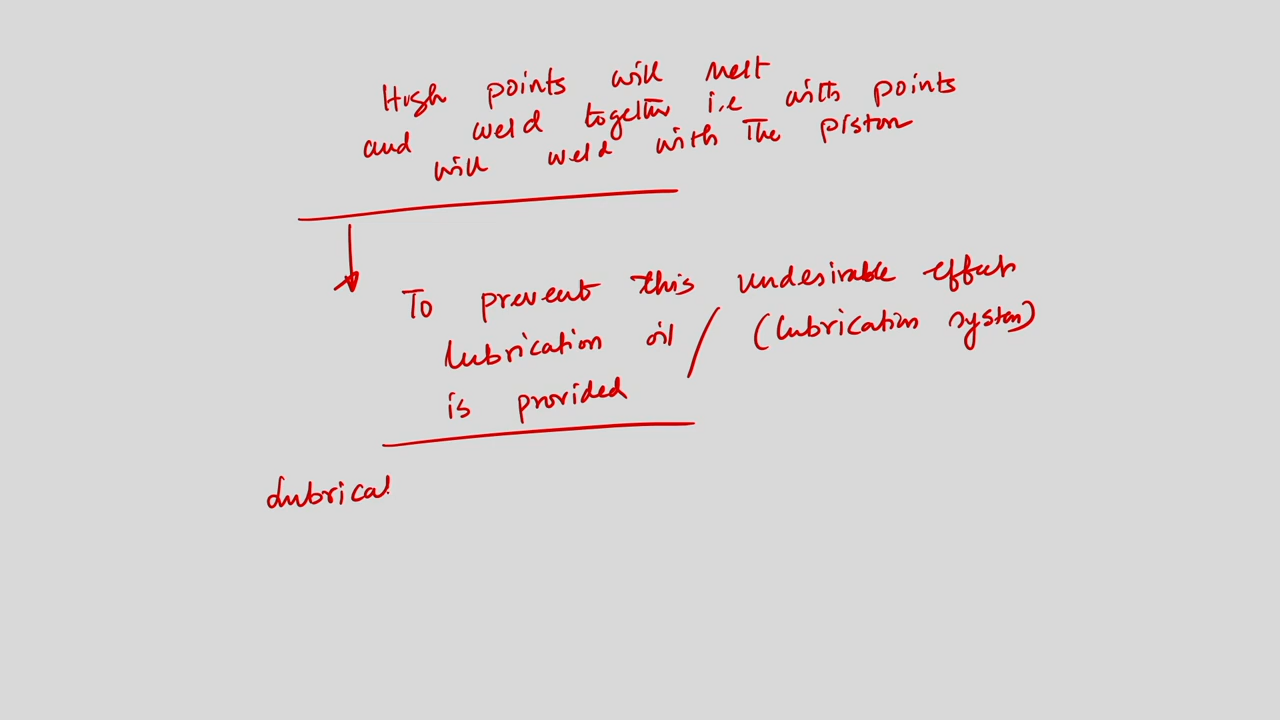 High points will melt
and weld together i.e with points
will weld with The piston
To prevent this undesirable effect
lubrication oil / (lubrication system)
is provided
Lubricat